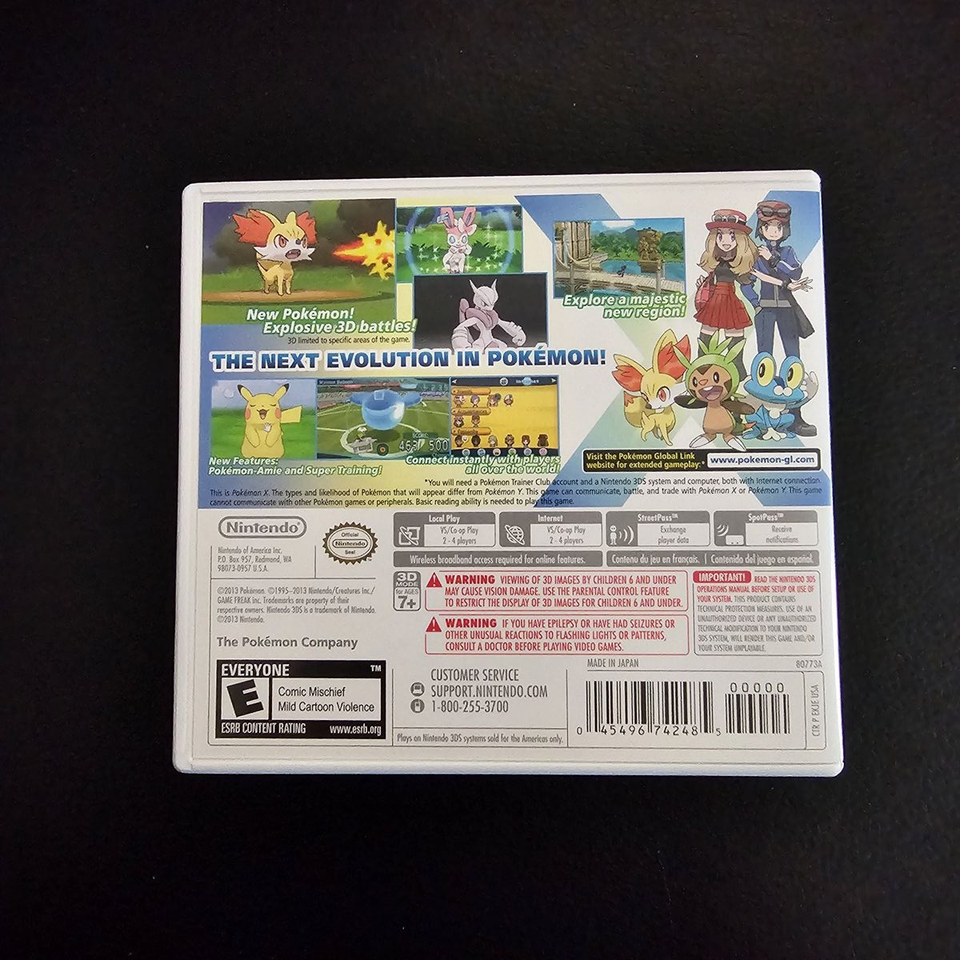 New Pokémon!
Explosive 3D battles!
3D limited to specific areas of the game.
Explore a majestic
new region!
THE NEXT EVOLUTION IN POKÉMON!
New Features:
Pokémon-Amie and Super Training!
SCORE
Connect instantly with players
all over the world!
Visit the Pokémon Global Link
website for extended gameplay:*
www.pokemon-gl.com
*You will need a Pokémon Trainer Club account and a Nintendo 3DS system and computer, both with Internet connection.
This is Pokémon X. The types and likelihood of Pokémon that will appear differ from Pokémon Y. This game can communicate, battle, and trade with Pokémon X or Pokémon Y. This game
cannot communicate with other Pokémon games or peripherals. Basic reading ability is needed to play this game.
Nintendo®
Nintendo of America Inc.
P.O. Box 957, Redmond, WA
98073-0957 U.S.A.
Official
Nintendo
Seal
Local Play
VS/Co-op Play
2 - 4 players
Internet
VS/Co-op Play
2 - 4 players
StreetPass™
Exchange
player data
SpotPass™
Receive
notifications
Wireless broadband access required for online features.
Contenu du jeu en français.
Contenido del juego en español.
©2013 Pokémon. ©1995–2013 Nintendo/Creatures Inc./
GAME FREAK inc. Trademarks are property of their
respective owners. Nintendo 3DS is a trademark of Nintendo.
©2013 Nintendo.
The Pokémon Company
3D
MODE
for AGES
7+
WARNING VIEWING OF 3D IMAGES BY CHILDREN 6 AND UNDER
MAY CAUSE VISION DAMAGE. USE THE PARENTAL CONTROL FEATURE
TO RESTRICT THE DISPLAY OF 3D IMAGES FOR CHILDREN 6 AND UNDER.
WARNING IF YOU HAVE EPILEPSY OR HAVE HAD SEIZURES OR
OTHER UNUSUAL REACTIONS TO FLASHING LIGHTS OR PATTERNS,
CONSULT A DOCTOR BEFORE PLAYING VIDEO GAMES.
IMPORTANT! READ THE NINTENDO 3DS
OPERATIONS MANUAL BEFORE SETUP OR USE OF
YOUR SYSTEM. THIS PRODUCT CONTAINS
TECHNICAL PROTECTION MEASURES. USE OF AN
UNAUTHORIZED DEVICE OR ANY UNAUTHORIZED
TECHNICAL MODIFICATION TO YOUR NINTENDO
3DS SYSTEM, WILL RENDER THIS GAME AND/OR
YOUR SYSTEM UNPLAYABLE.
MADE IN JAPAN
80773A
EVERYONE ™
E
Comic Mischief
Mild Cartoon Violence
ESRB CONTENT RATING www.esrb.org
CUSTOMER SERVICE
SUPPORT.NINTENDO.COM
1-800-255-3700
Plays on Nintendo 3DS systems sold for the Americas only.
0 45496 74248 5
00000
CTR P EKJE USA